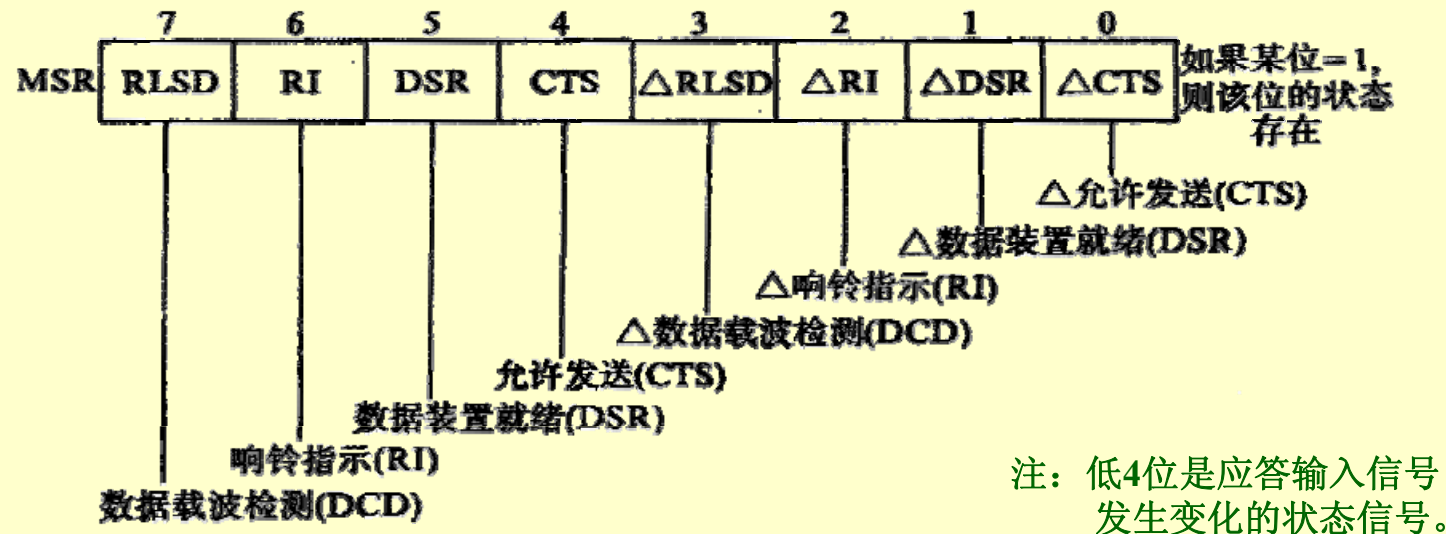 7 6 5 4 3 2 1 0
MSR RLSD RI DSR CTS △RLSD △RI △DSR △CTS
如果某位=1,
则该位的状态
存在
△允许发送(CTS)
△数据装置就绪(DSR)
△响铃指示(RI)
△数据载波检测(DCD)
允许发送(CTS)
数据装置就绪(DSR)
响铃指示(RI)
数据载波检测(DCD)
注：低4位是应答输入信号
发生变化的状态信号。